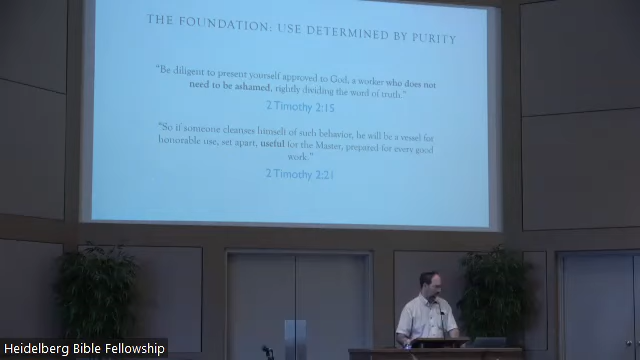 THE FOUNDATION: USE DETERMINED BY PURITY
"Be diligent to present yourself approved to God, a worker who does not
need to be ashamed, rightly dividing the word of truth."
2 Timothy 2:15
"So if someone cleanses himself of such behavior, he will be a vessel for
honorable use, set apart, useful for the Master, prepared for every good
work."
2 Timothy 2:21
Heidelberg Bible Fellowship